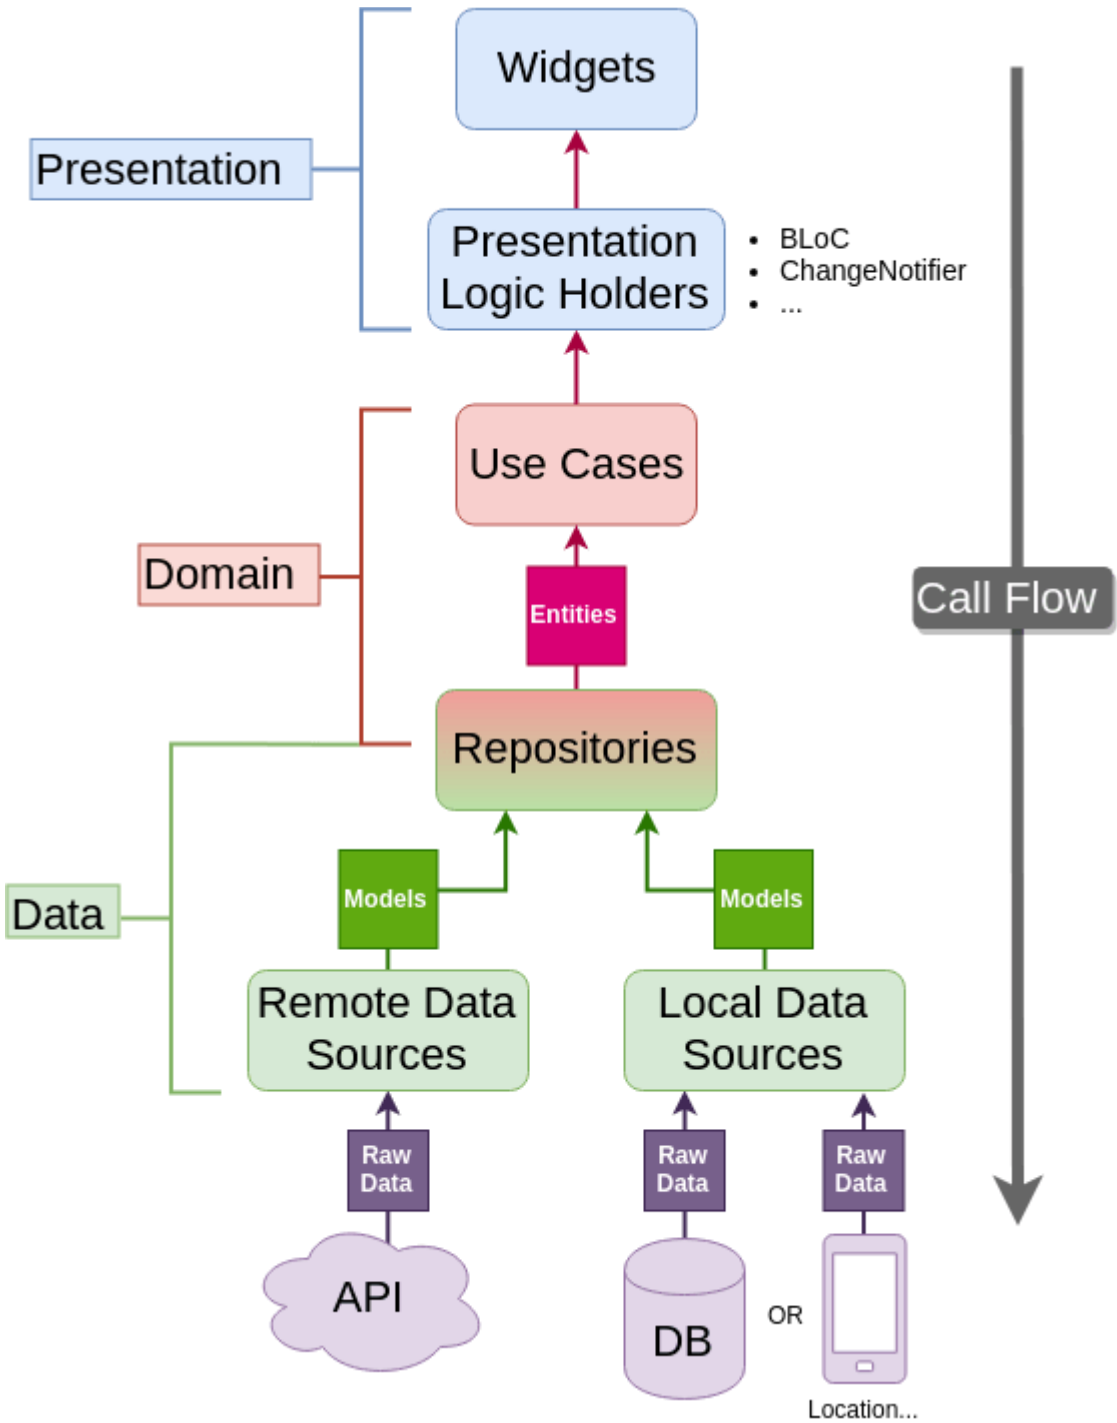 Widgets
Presentation
Presentation
Logic Holders
• BLoC
• ChangeNotifier
• ...
Use Cases
Domain
Entities
Call Flow
Repositories
Models
Models
Data
Remote Data
Sources
Local Data
Sources
Raw
Data
Raw
Data
Raw
Data
API
DB
OR
Location...